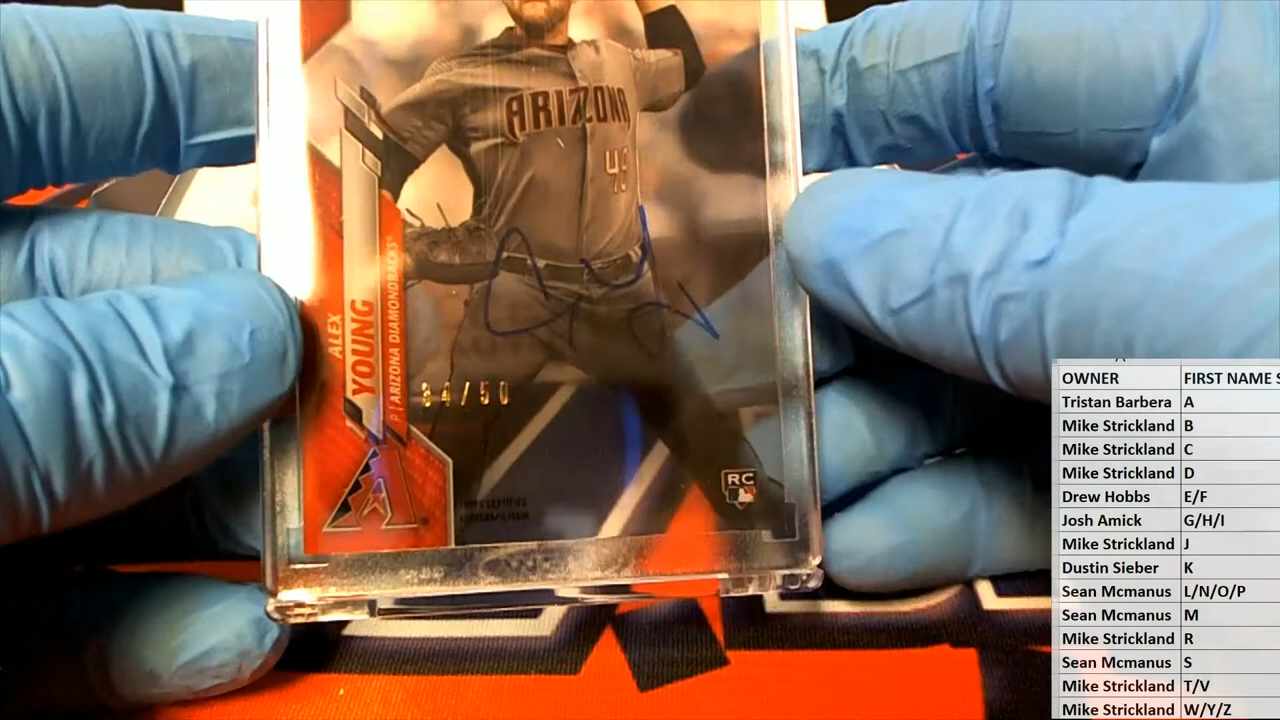 ARIZONA
49
ALEX
YOUNG
P | ARIZONA DIAMONDBACKS
34/50
RC
OWNER FIRST NAME S
Tristan Barbera A
Mike Strickland B
Mike Strickland C
Mike Strickland D
Drew Hobbs E/F
Josh Amick G/H/I
Mike Strickland J
Dustin Sieber K
Sean Mcmanus L/N/O/P
Sean Mcmanus M
Mike Strickland R
Sean Mcmanus S
Mike Strickland T/V
Mike Strickland W/Y/Z